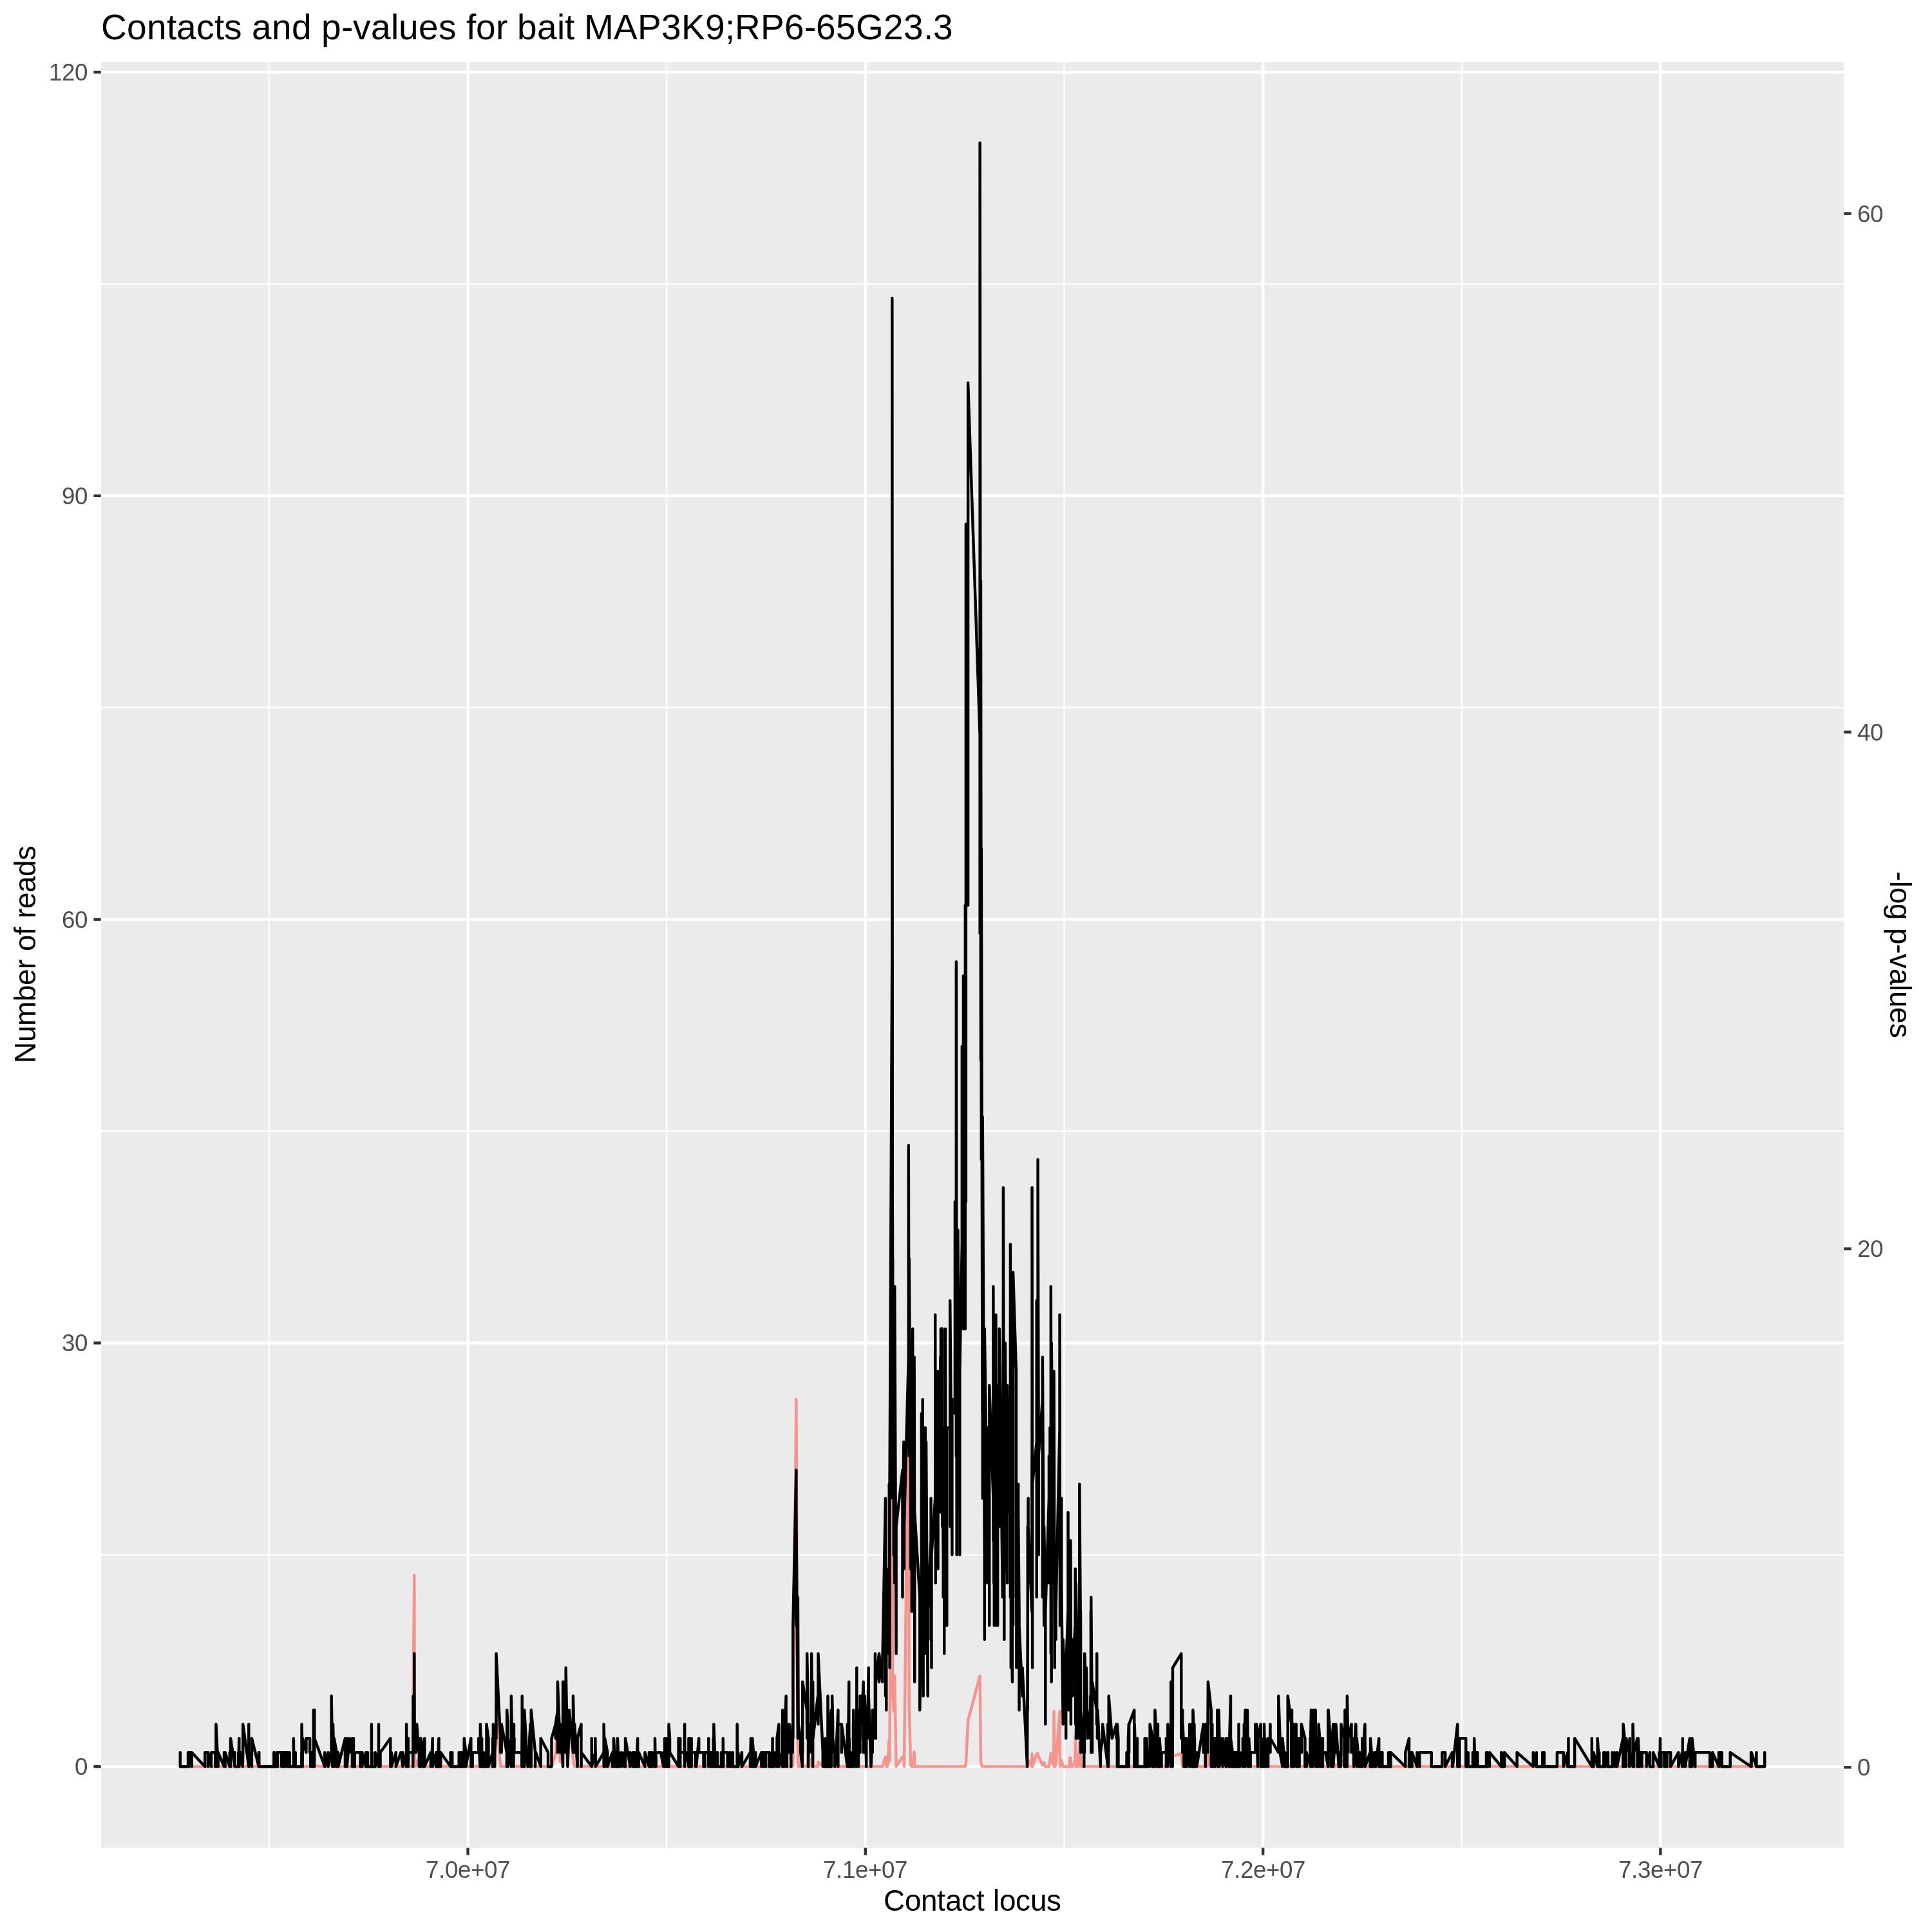 Contacts and p-values for bait MAP3K9;RP6-65G23.3
120
90
60
30
0
Number of reads
60
40
20
0
-log p-values
7.0e+07
7.1e+07
7.2e+07
7.3e+07
Contact locus